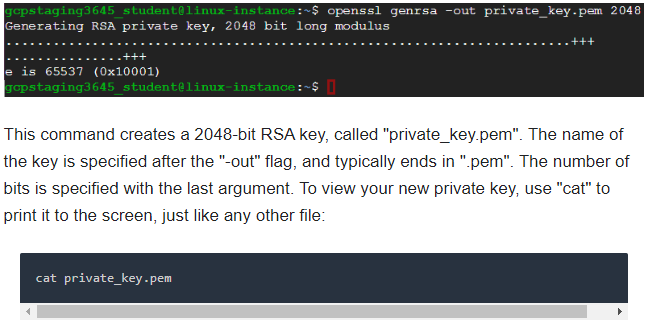 gcpstaging3645_student@linux-instance:~$ openssl genrsa -out private_key.pem 2048
Generating RSA private key, 2048 bit long modulus
..........................................................................+++
...............+++
e is 65537 (0x10001)
gcpstaging3645_student@linux-instance:~$
This command creates a 2048-bit RSA key, called "private_key.pem". The name of
the key is specified after the "-out" flag, and typically ends in ".pem". The number of
bits is specified with the last argument. To view your new private key, use "cat" to
print it to the screen, just like any other file:
cat private_key.pem